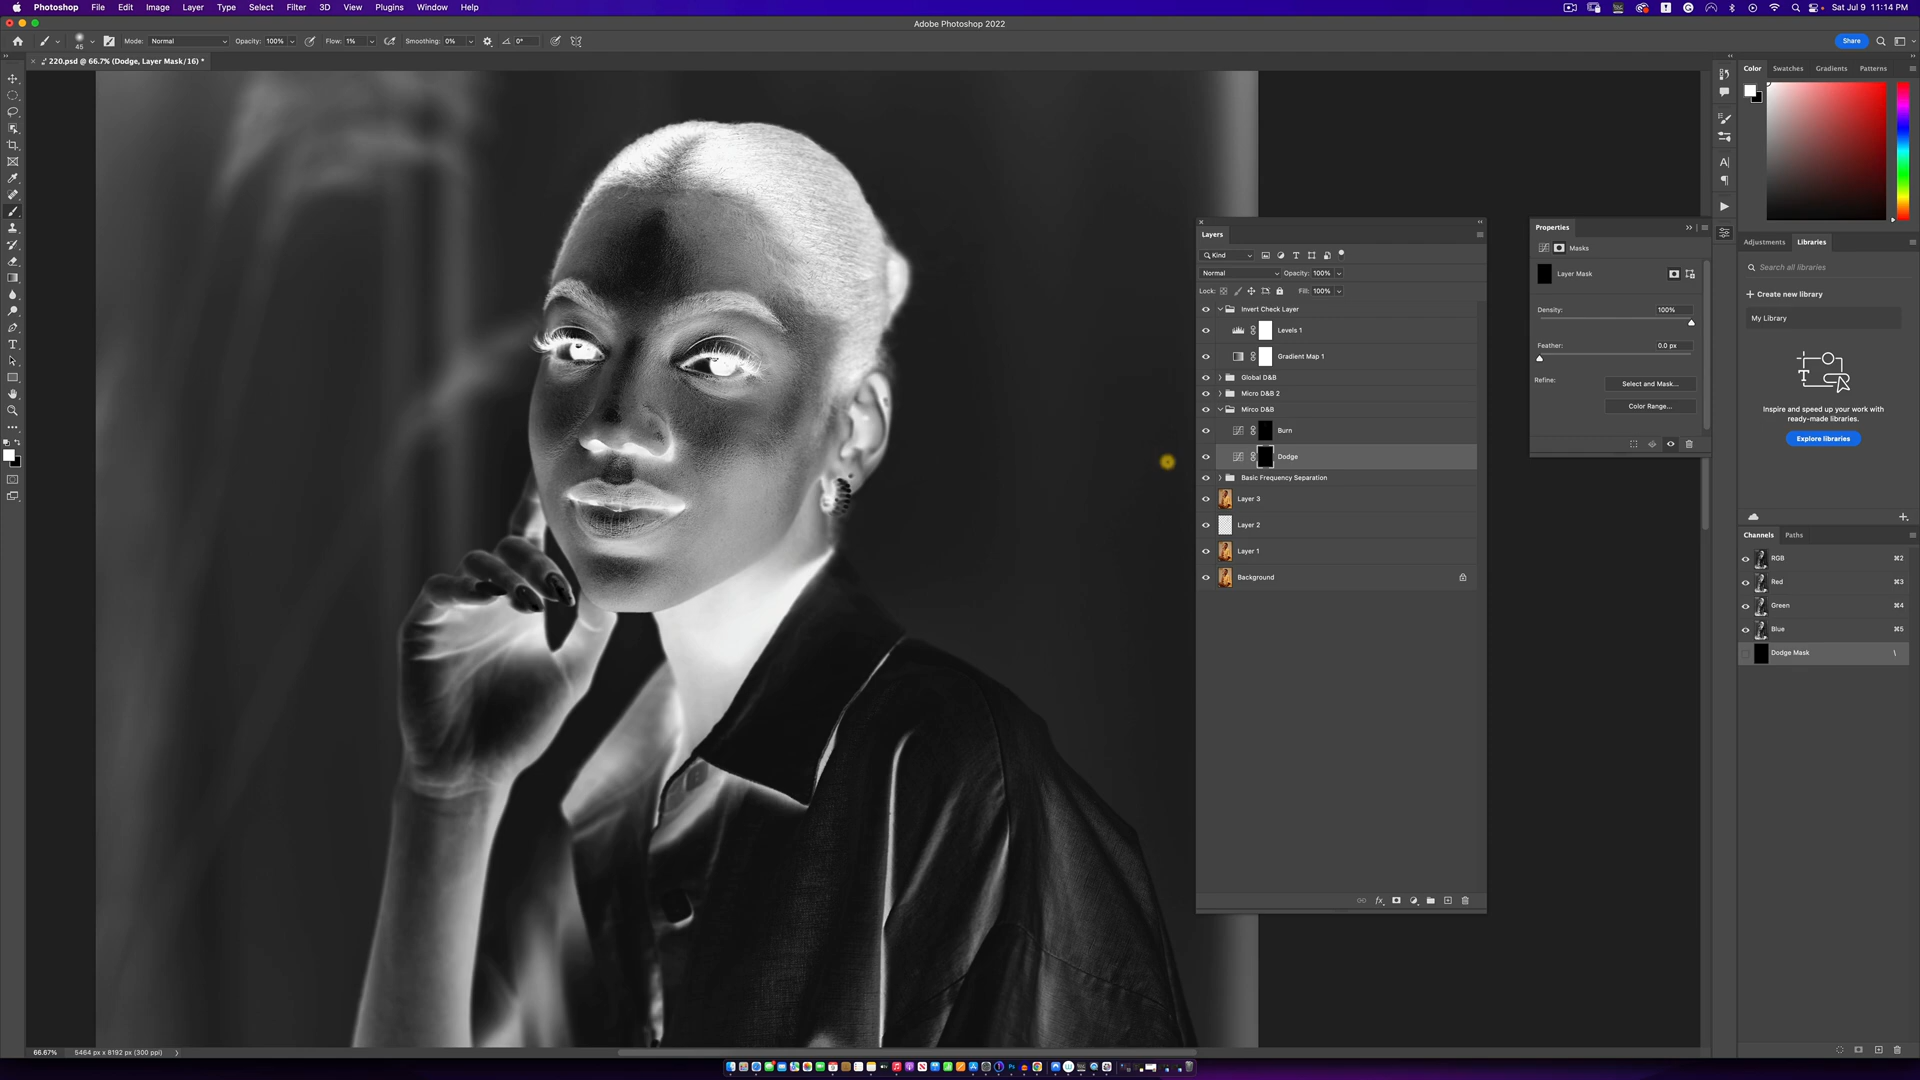 Photoshop File Edit Image Layer Type Select Filter 3D View Plugins Window Help Sat Jul 9 11:14 PM
Adobe Photoshop 2022
45 Mode: Normal Opacity: 100% Flow: 1% Smoothing: 0% 0° Share
220.psd @ 66.7% (Dodge, Layer Mask/16) *
Color Swatches Gradients Patterns
Layers
Kind
Normal Opacity: 100%
Lock: Fill: 100%
Invert Check Layer
Levels 1
Gradient Map 1
Global D&B
Micro D&B 2
Mirco D&B
Burn
Dodge
Basic Frequency Separation
Layer 3
Layer 2
Layer 1
Background
Properties
Masks
Layer Mask
Density: 100%
Feather: 0.0 px
Refine: Select and Mask...
Color Range...
Adjustments Libraries
Search all libraries
Create new library
My Library
Inspire and speed up your work with
ready-made libraries.
Explore libraries
Channels Paths
RGB ⌘2
Red ⌘3
Green ⌘4
Blue ⌘5
Dodge Mask \
66.67% 5464 px x 8192 px (300 ppi)